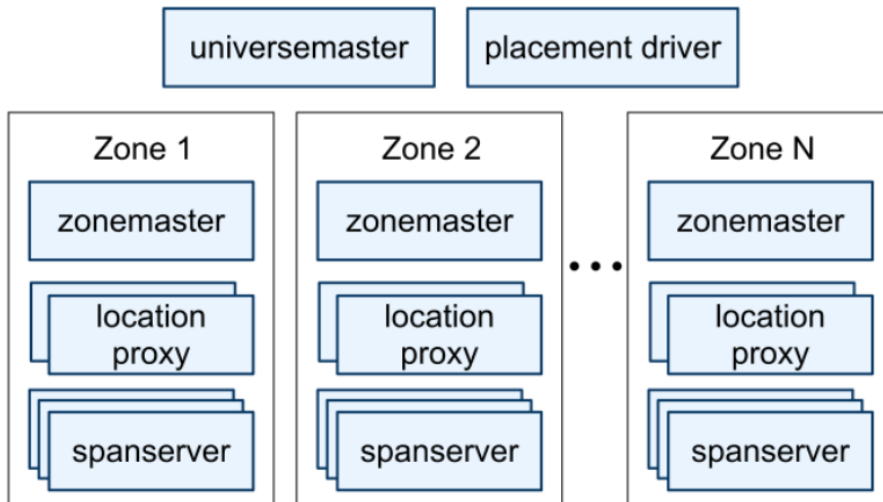 universemaster
placement driver
Zone 1
zonemaster
location
proxy
spanserver
Zone 2
zonemaster
location
proxy
spanserver
...
Zone N
zonemaster
location
proxy
spanserver